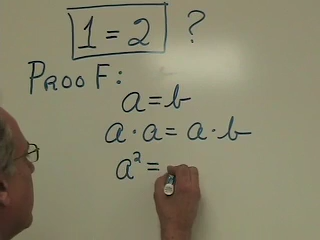 1 = 2 ?
PROOF:
a = b
a · a = a · b
a² =